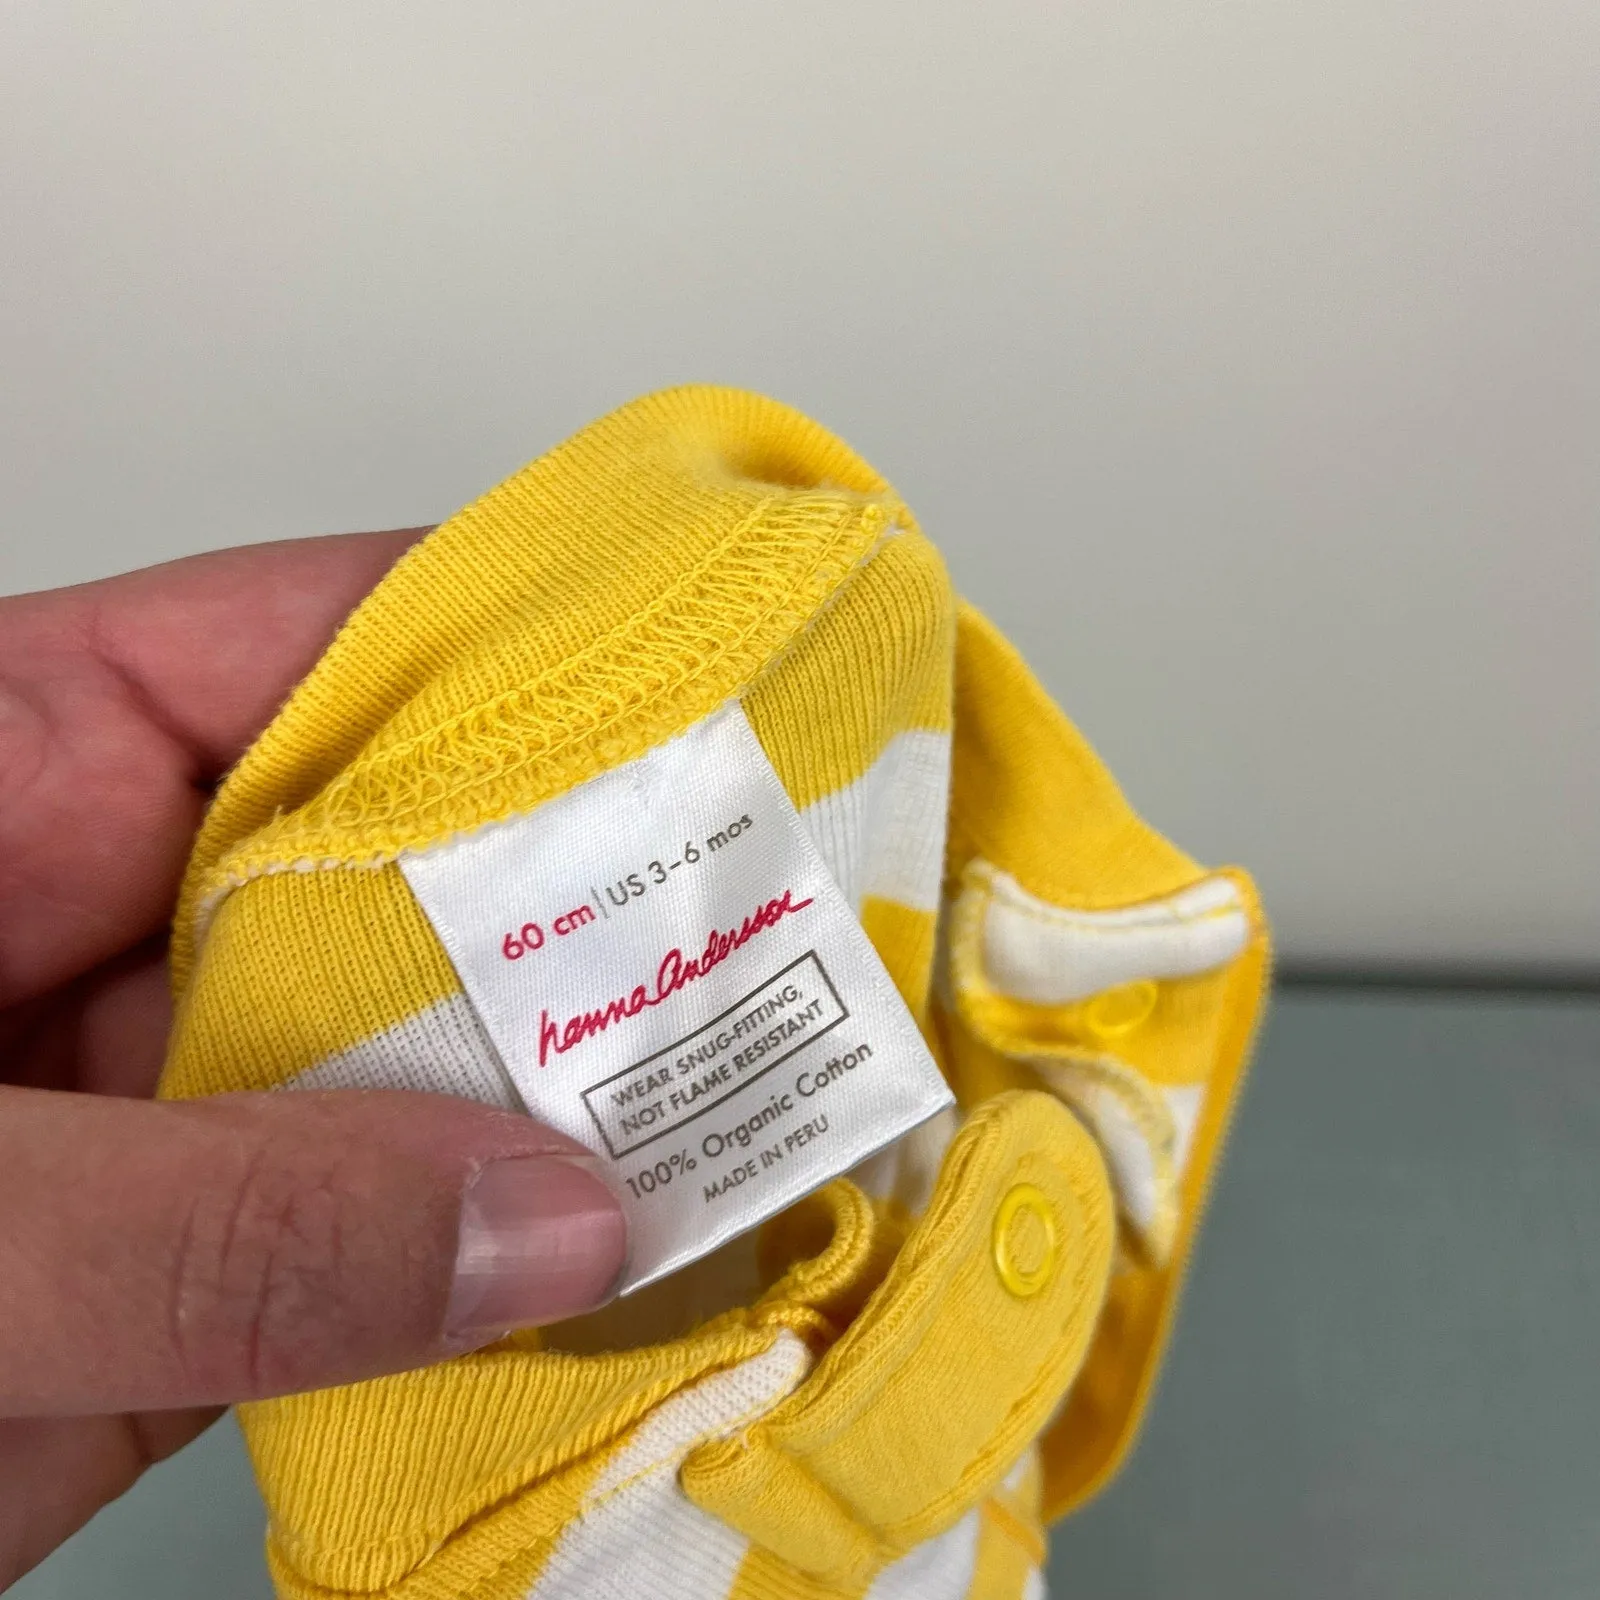 60 cm | US 3-6 mos
hanna Andersson
WEAR SNUG-FITTING,
NOT FLAME RESISTANT
100% Organic Cotton
MADE IN PERU